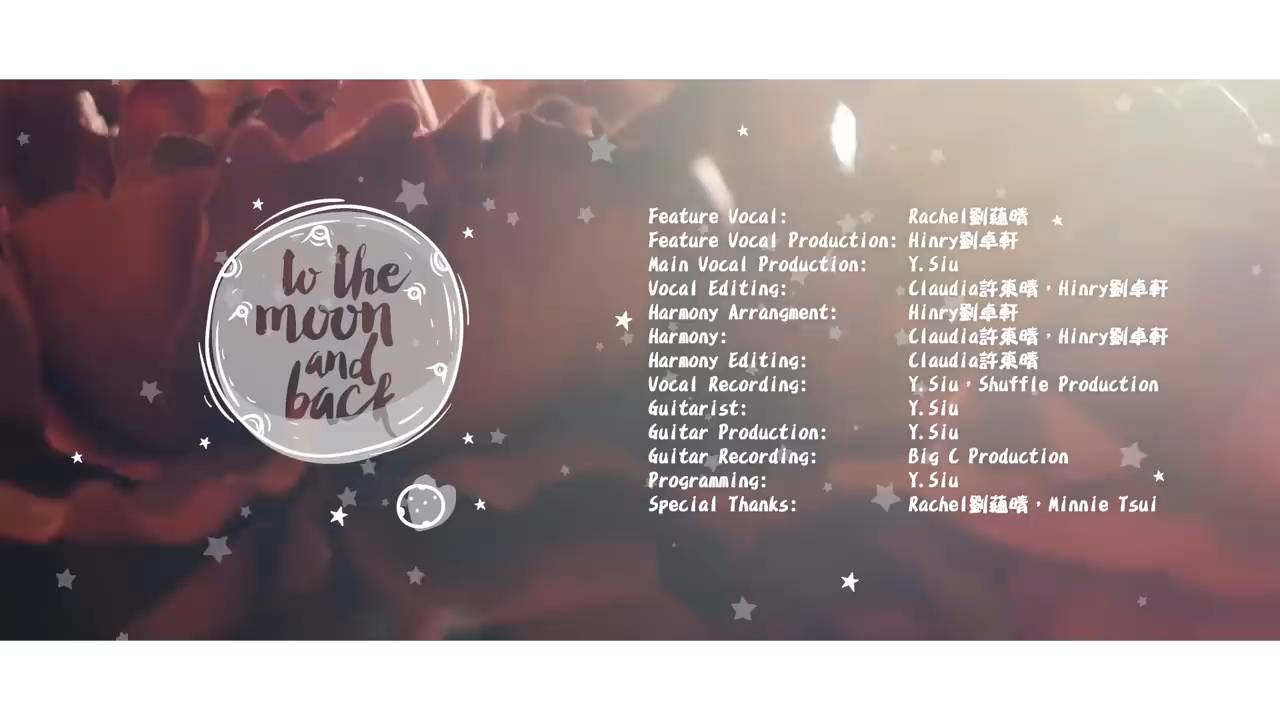 to the
moon
and
back
Feature Vocal: Rachel劉蘊晴
Feature Vocal Production: Hinry劉卓軒
Main Vocal Production: Y.Siu
Vocal Editing: Claudia許東晴，Hinry劉卓軒
Harmony Arrangment: Hinry劉卓軒
Harmony: Claudia許東晴，Hinry劉卓軒
Harmony Editing: Claudia許東晴
Vocal Recording: Y.Siu，Shuffle Production
Guitarist: Y.Siu
Guitar Production: Y.Siu
Guitar Recording: Big C Production
Programming: Y.Siu
Special Thanks: Rachel劉蘊晴，Minnie Tsui